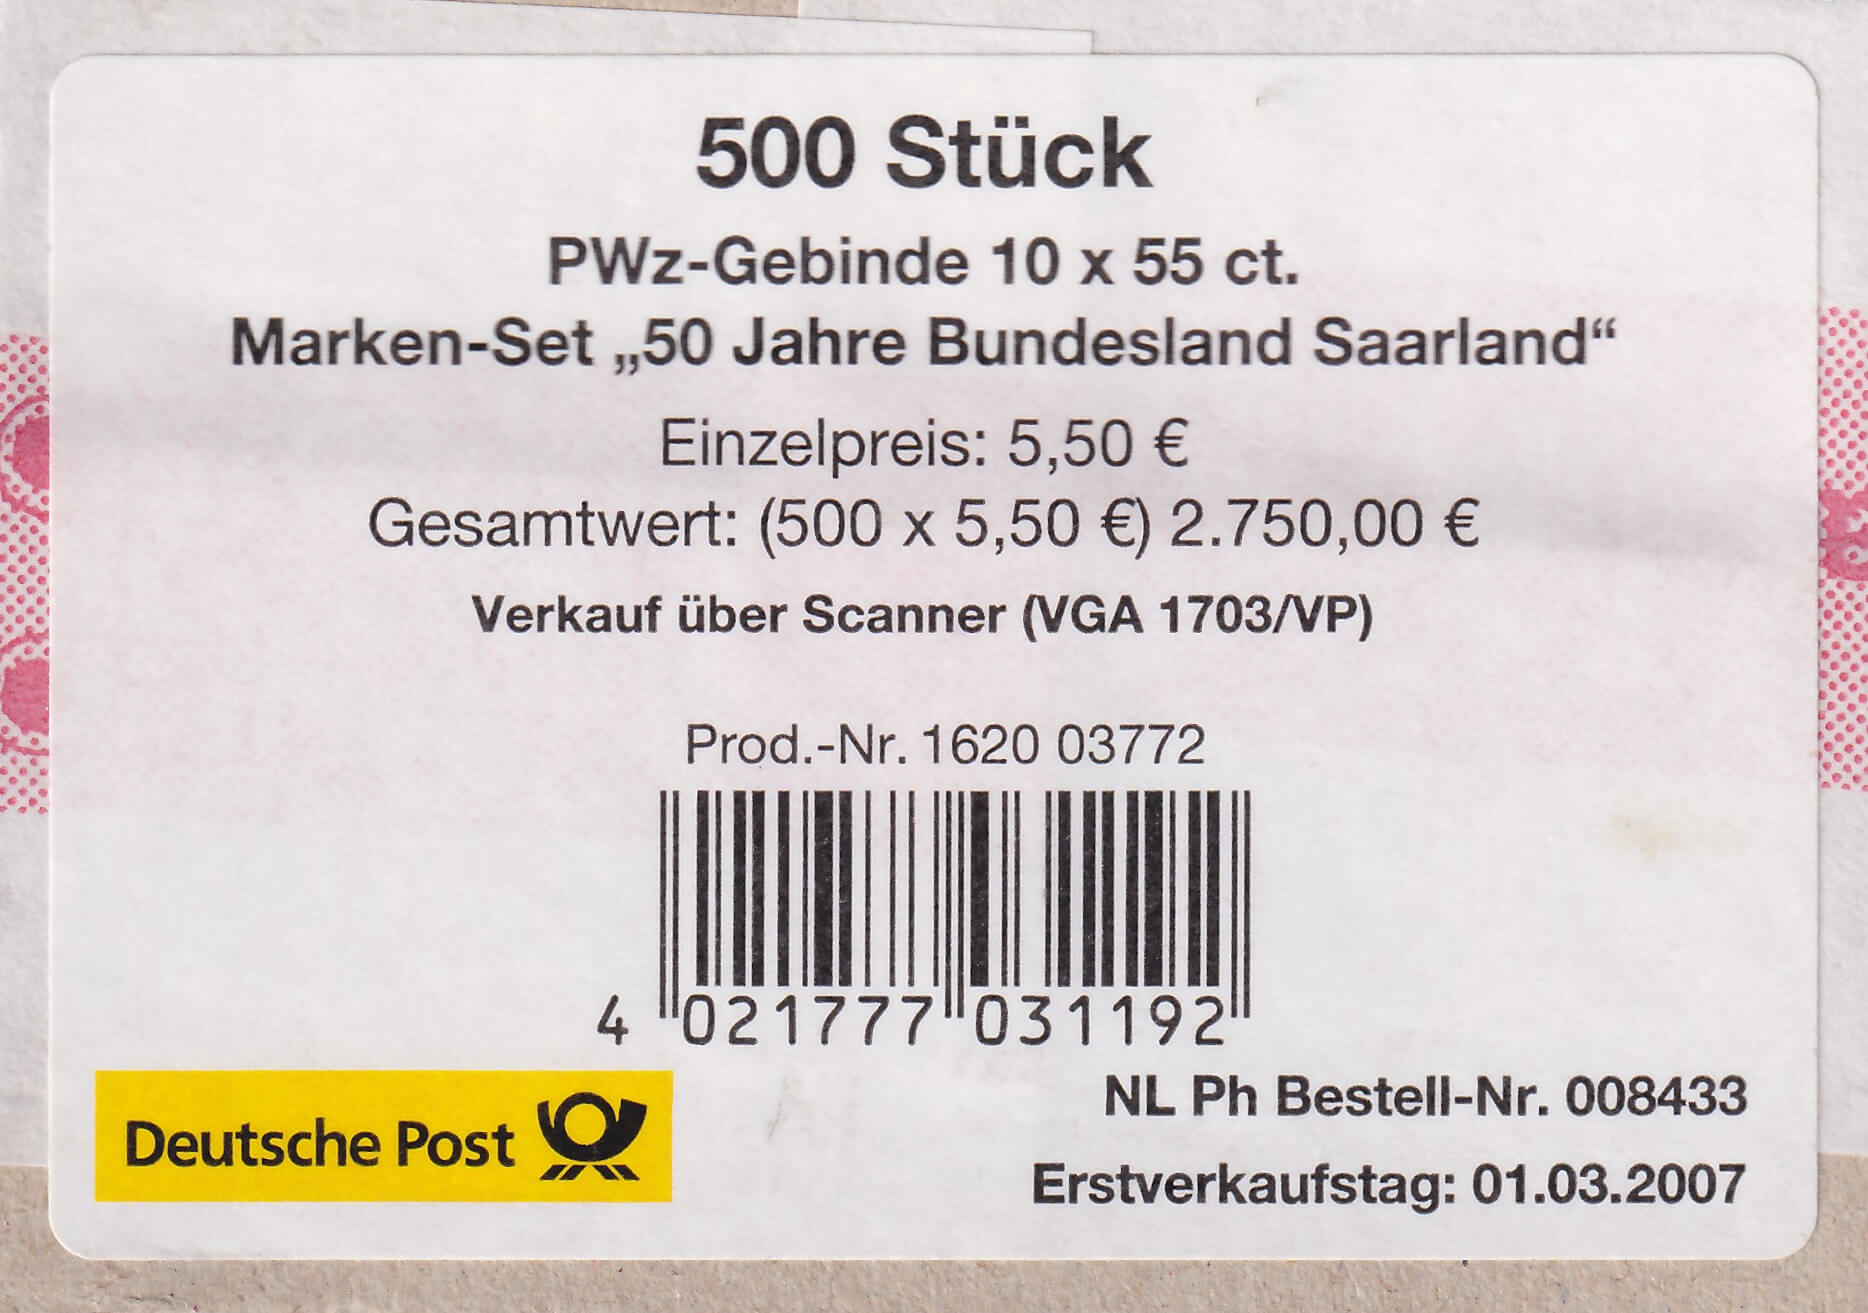 500 Stück
PWz-Gebinde 10 x 55 ct.
Marken-Set „50 Jahre Bundesland Saarland“
Einzelpreis: 5,50 €
Gesamtwert: (500 x 5,50 €) 2.750,00 €
Verkauf über Scanner (VGA 1703/VP)
Prod.-Nr. 1620 03772
4 021777 031192
Deutsche Post
NL Ph Bestell-Nr. 008433
Erstverkaufstag: 01.03.2007